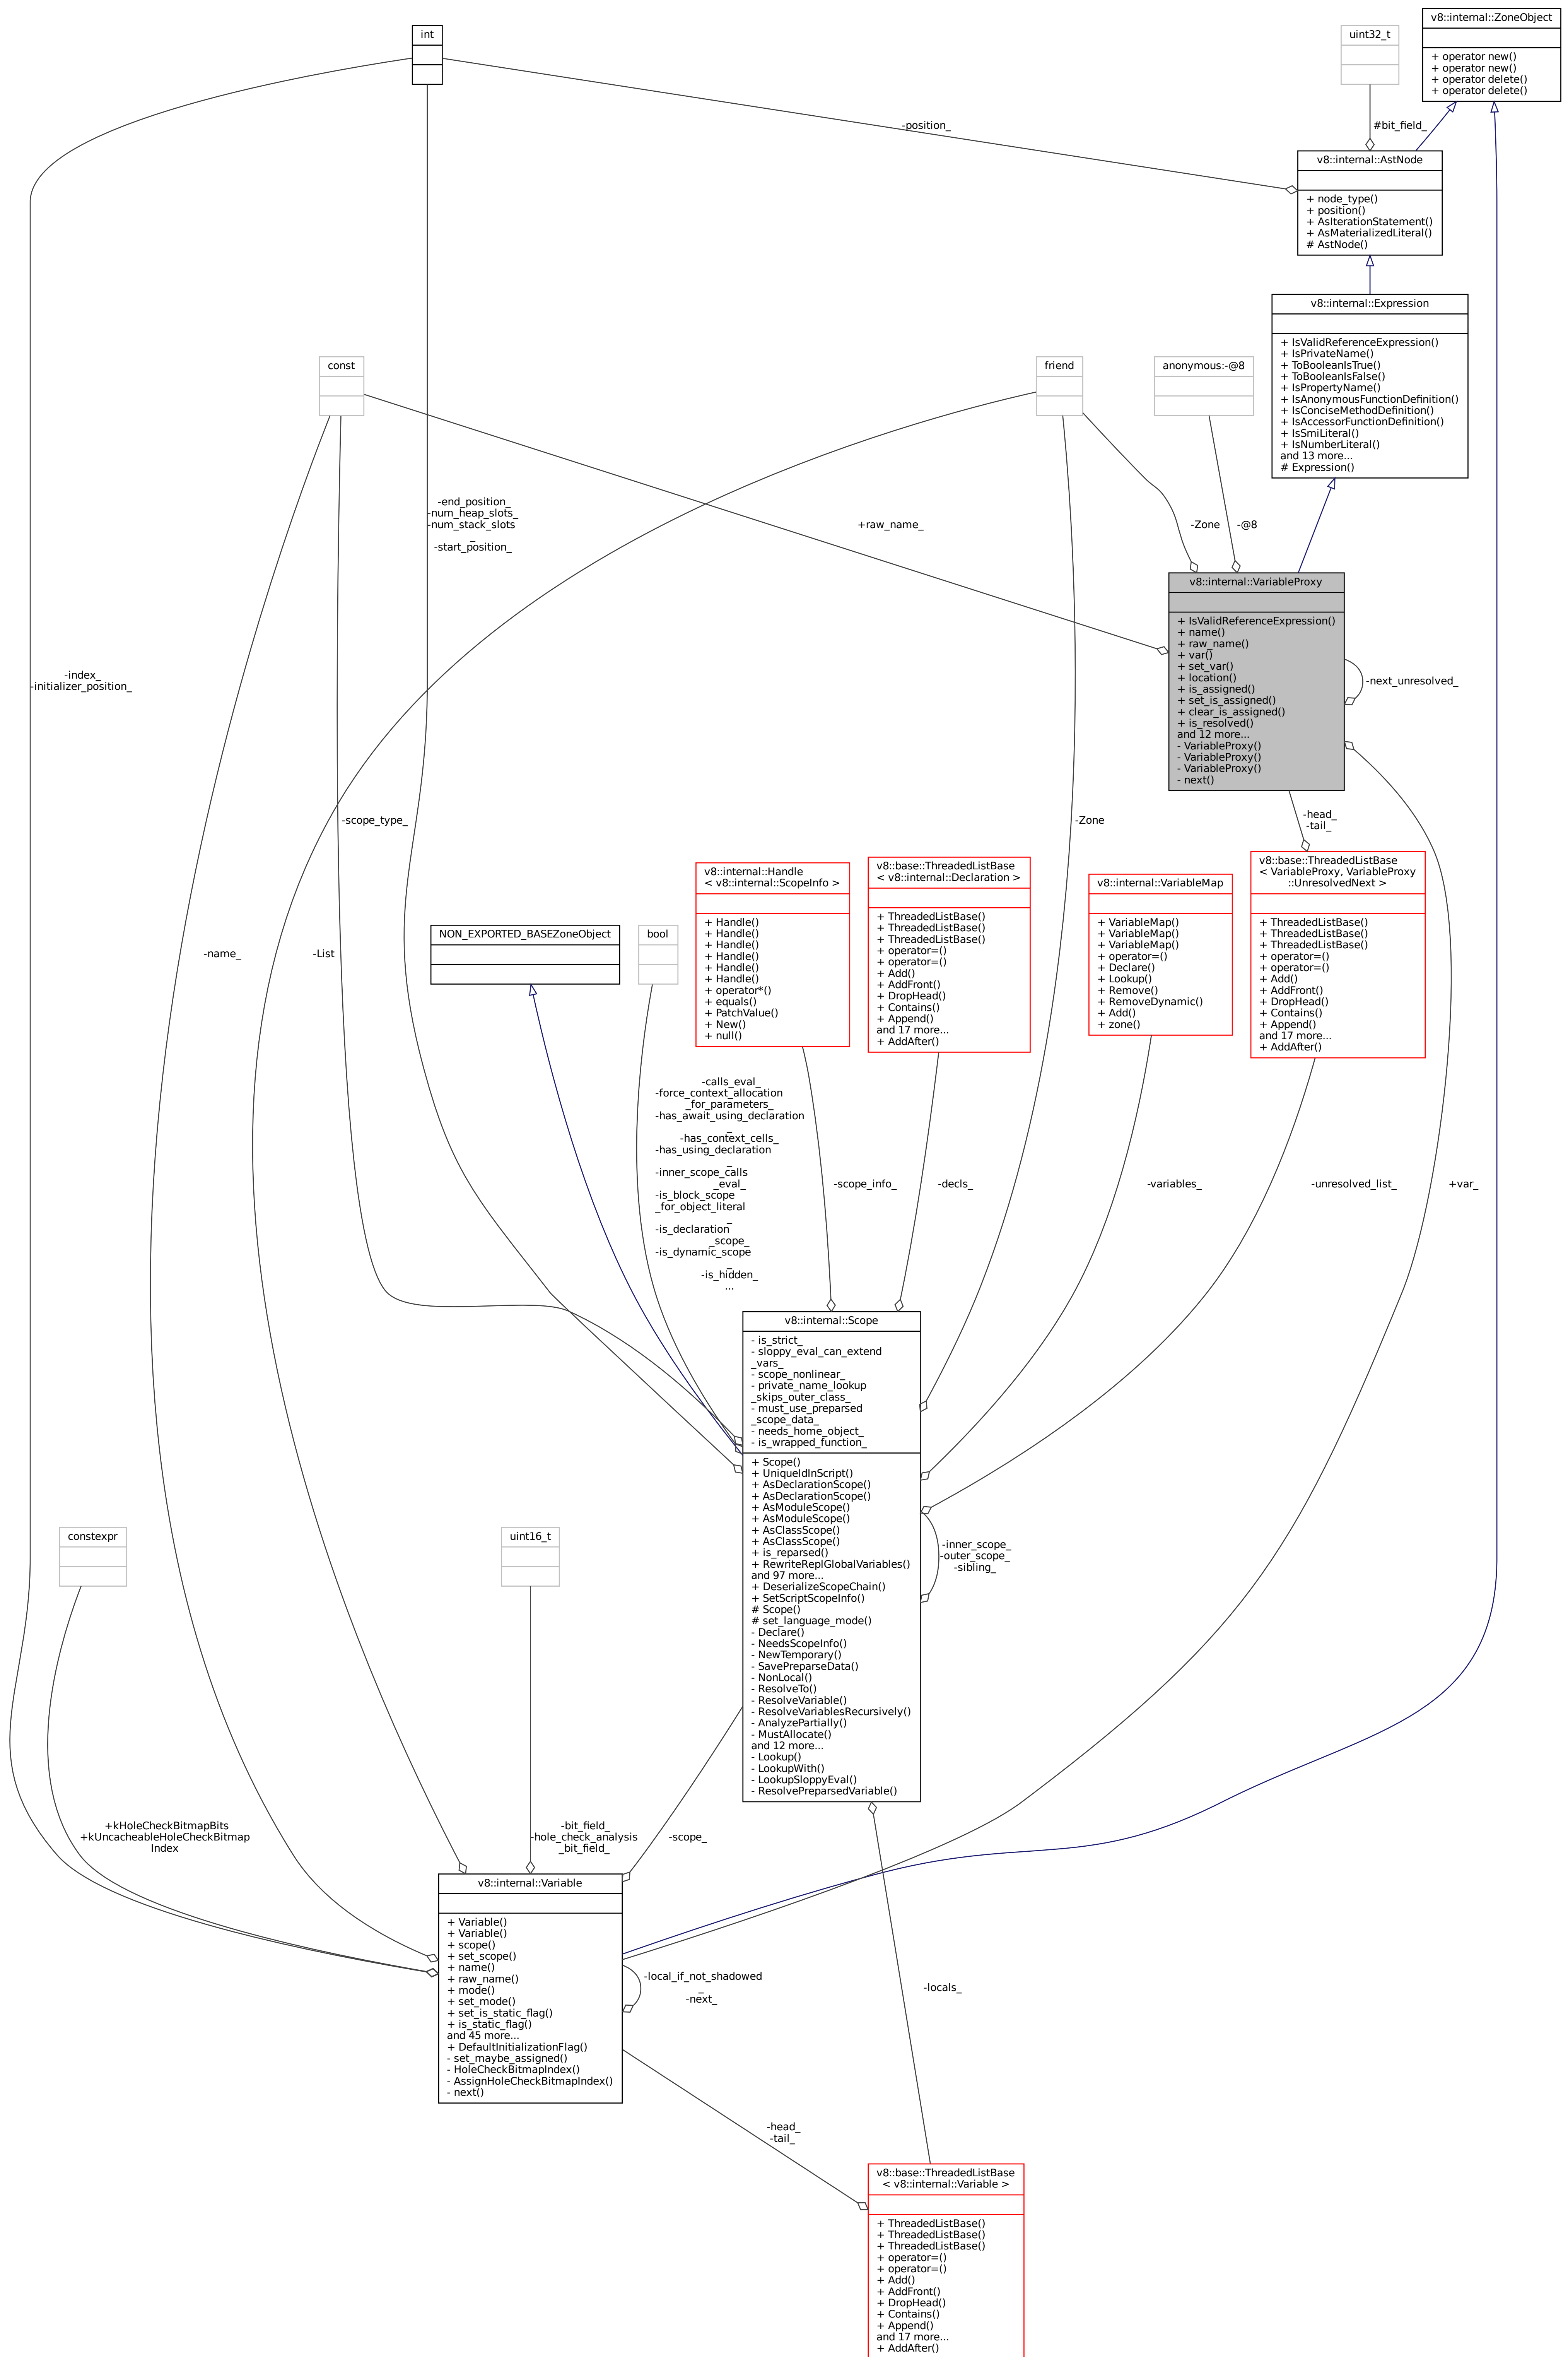 v8::internal::ZoneObject
+ operator new()
+ operator new()
+ operator delete()
+ operator delete()
int
uint32_t
-position_
#bit_field_
v8::internal::AstNode
+ node_type()
+ position()
+ AsIterationStatement()
+ AsMaterializedLiteral()
# AstNode()
v8::internal::Expression
+ IsValidReferenceExpression()
+ IsPrivateName()
+ ToBooleanIsTrue()
+ ToBooleanIsFalse()
+ IsPropertyName()
+ IsAnonymousFunctionDefinition()
+ IsConciseMethodDefinition()
+ IsAccessorFunctionDefinition()
+ IsSmiLiteral()
+ IsNumberLiteral()
and 13 more...
# Expression()
const
friend
anonymous:-@8
-end_position_
-num_heap_slots_
-num_stack_slots
_
-start_position_
+raw_name_
-Zone
-@8
v8::internal::VariableProxy
+ IsValidReferenceExpression()
+ name()
+ raw_name()
+ var()
+ set_var()
+ location()
+ is_assigned()
+ set_is_assigned()
+ clear_is_assigned()
+ is_resolved()
and 12 more...
- VariableProxy()
- VariableProxy()
- VariableProxy()
- next()
-index_
-initializer_position_
-next_unresolved_
-scope_type_
-Zone
-head_
-tail_
v8::internal::Handle
< v8::internal::ScopeInfo >
+ Handle()
+ Handle()
+ Handle()
+ Handle()
+ Handle()
+ Handle()
+ operator*()
+ equals()
+ PatchValue()
+ New()
+ null()
v8::base::ThreadedListBase
< v8::internal::Declaration >
+ ThreadedListBase()
+ ThreadedListBase()
+ ThreadedListBase()
+ operator=()
+ operator=()
+ Add()
+ AddFront()
+ DropHead()
+ Contains()
+ Append()
and 17 more...
+ AddAfter()
v8::internal::VariableMap
+ VariableMap()
+ VariableMap()
+ VariableMap()
+ operator=()
+ Declare()
+ Lookup()
+ Remove()
+ RemoveDynamic()
+ Add()
+ zone()
v8::base::ThreadedListBase
< VariableProxy, VariableProxy
::UnresolvedNext >
+ ThreadedListBase()
+ ThreadedListBase()
+ ThreadedListBase()
+ operator=()
+ operator=()
+ Add()
+ AddFront()
+ DropHead()
+ Contains()
+ Append()
and 17 more...
+ AddAfter()
-name_
-List
NON_EXPORTED_BASEZoneObject
bool
-calls_eval_
-force_context_allocation
_for_parameters_
-has_await_using_declaration
_
-has_context_cells_
-has_using_declaration
_
-inner_scope_calls
_eval_
-is_block_scope
_for_object_literal
_
-is_declaration
_scope_
-is_dynamic_scope
_
-is_hidden_
...
-scope_info_
-decls_
-variables_
-unresolved_list_
+var_
v8::internal::Scope
- is_strict_
- sloppy_eval_can_extend
_vars_
- scope_nonlinear_
- private_name_lookup
_skips_outer_class_
- must_use_preparsed
_scope_data_
- needs_home_object_
- is_wrapped_function_
+ Scope()
+ UniqueIdInScript()
+ AsDeclarationScope()
+ AsDeclarationScope()
+ AsModuleScope()
+ AsModuleScope()
+ AsClassScope()
+ AsClassScope()
+ is_reparsed()
+ RewriteReplGlobalVariables()
and 97 more...
+ DeserializeScopeChain()
+ SetScriptScopeInfo()
# Scope()
# set_language_mode()
- Declare()
- NeedsScopeInfo()
- NewTemporary()
- SavePreparseData()
- NonLocal()
- ResolveTo()
- ResolveVariable()
- ResolveVariablesRecursively()
- AnalyzePartially()
- MustAllocate()
and 12 more...
- Lookup()
- LookupWith()
- LookupSloppyEval()
- ResolvePreparsedVariable()
-inner_scope_
-outer_scope_
-sibling_
constexpr
uint16_t
+kHoleCheckBitmapBits
+kUncacheableHoleCheckBitmap
Index
-bit_field_
-hole_check_analysis
_bit_field_
-scope_
v8::internal::Variable
+ Variable()
+ Variable()
+ scope()
+ set_scope()
+ name()
+ raw_name()
+ mode()
+ set_mode()
+ set_is_static_flag()
+ is_static_flag()
and 45 more...
+ DefaultInitializationFlag()
- set_maybe_assigned()
- HoleCheckBitmapIndex()
- AssignHoleCheckBitmapIndex()
- next()
-local_if_not_shadowed
_
-next_
-locals_
-head_
-tail_
v8::base::ThreadedListBase
< v8::internal::Variable >
+ ThreadedListBase()
+ ThreadedListBase()
+ ThreadedListBase()
+ operator=()
+ operator=()
+ Add()
+ AddFront()
+ DropHead()
+ Contains()
+ Append()
and 17 more...
+ AddAfter()